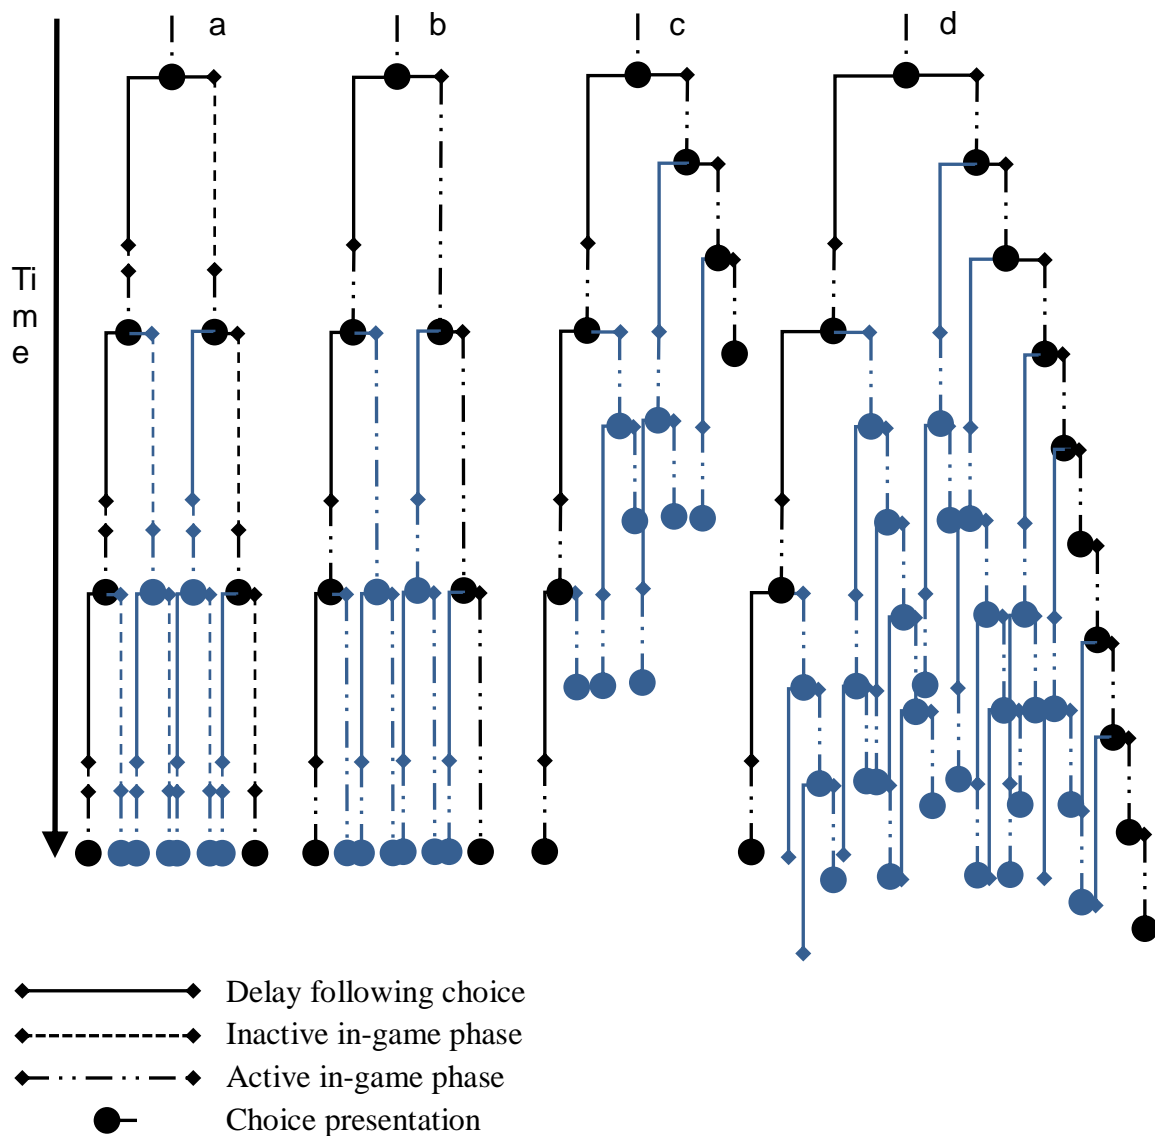 a
b
c
d
Ti
m
e
Delay following choice
Inactive in-game phase
Active in-game phase
Choice presentation